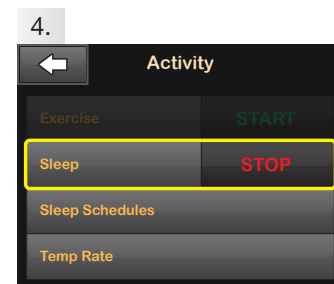 4.
Activity
Exercise START
Sleep STOP
Sleep Schedules
Temp Rate